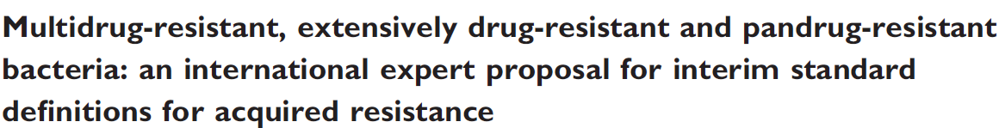 Multidrug-resistant, extensively drug-resistant and pandrug-resistant
bacteria: an international expert proposal for interim standard
definitions for acquired resistance